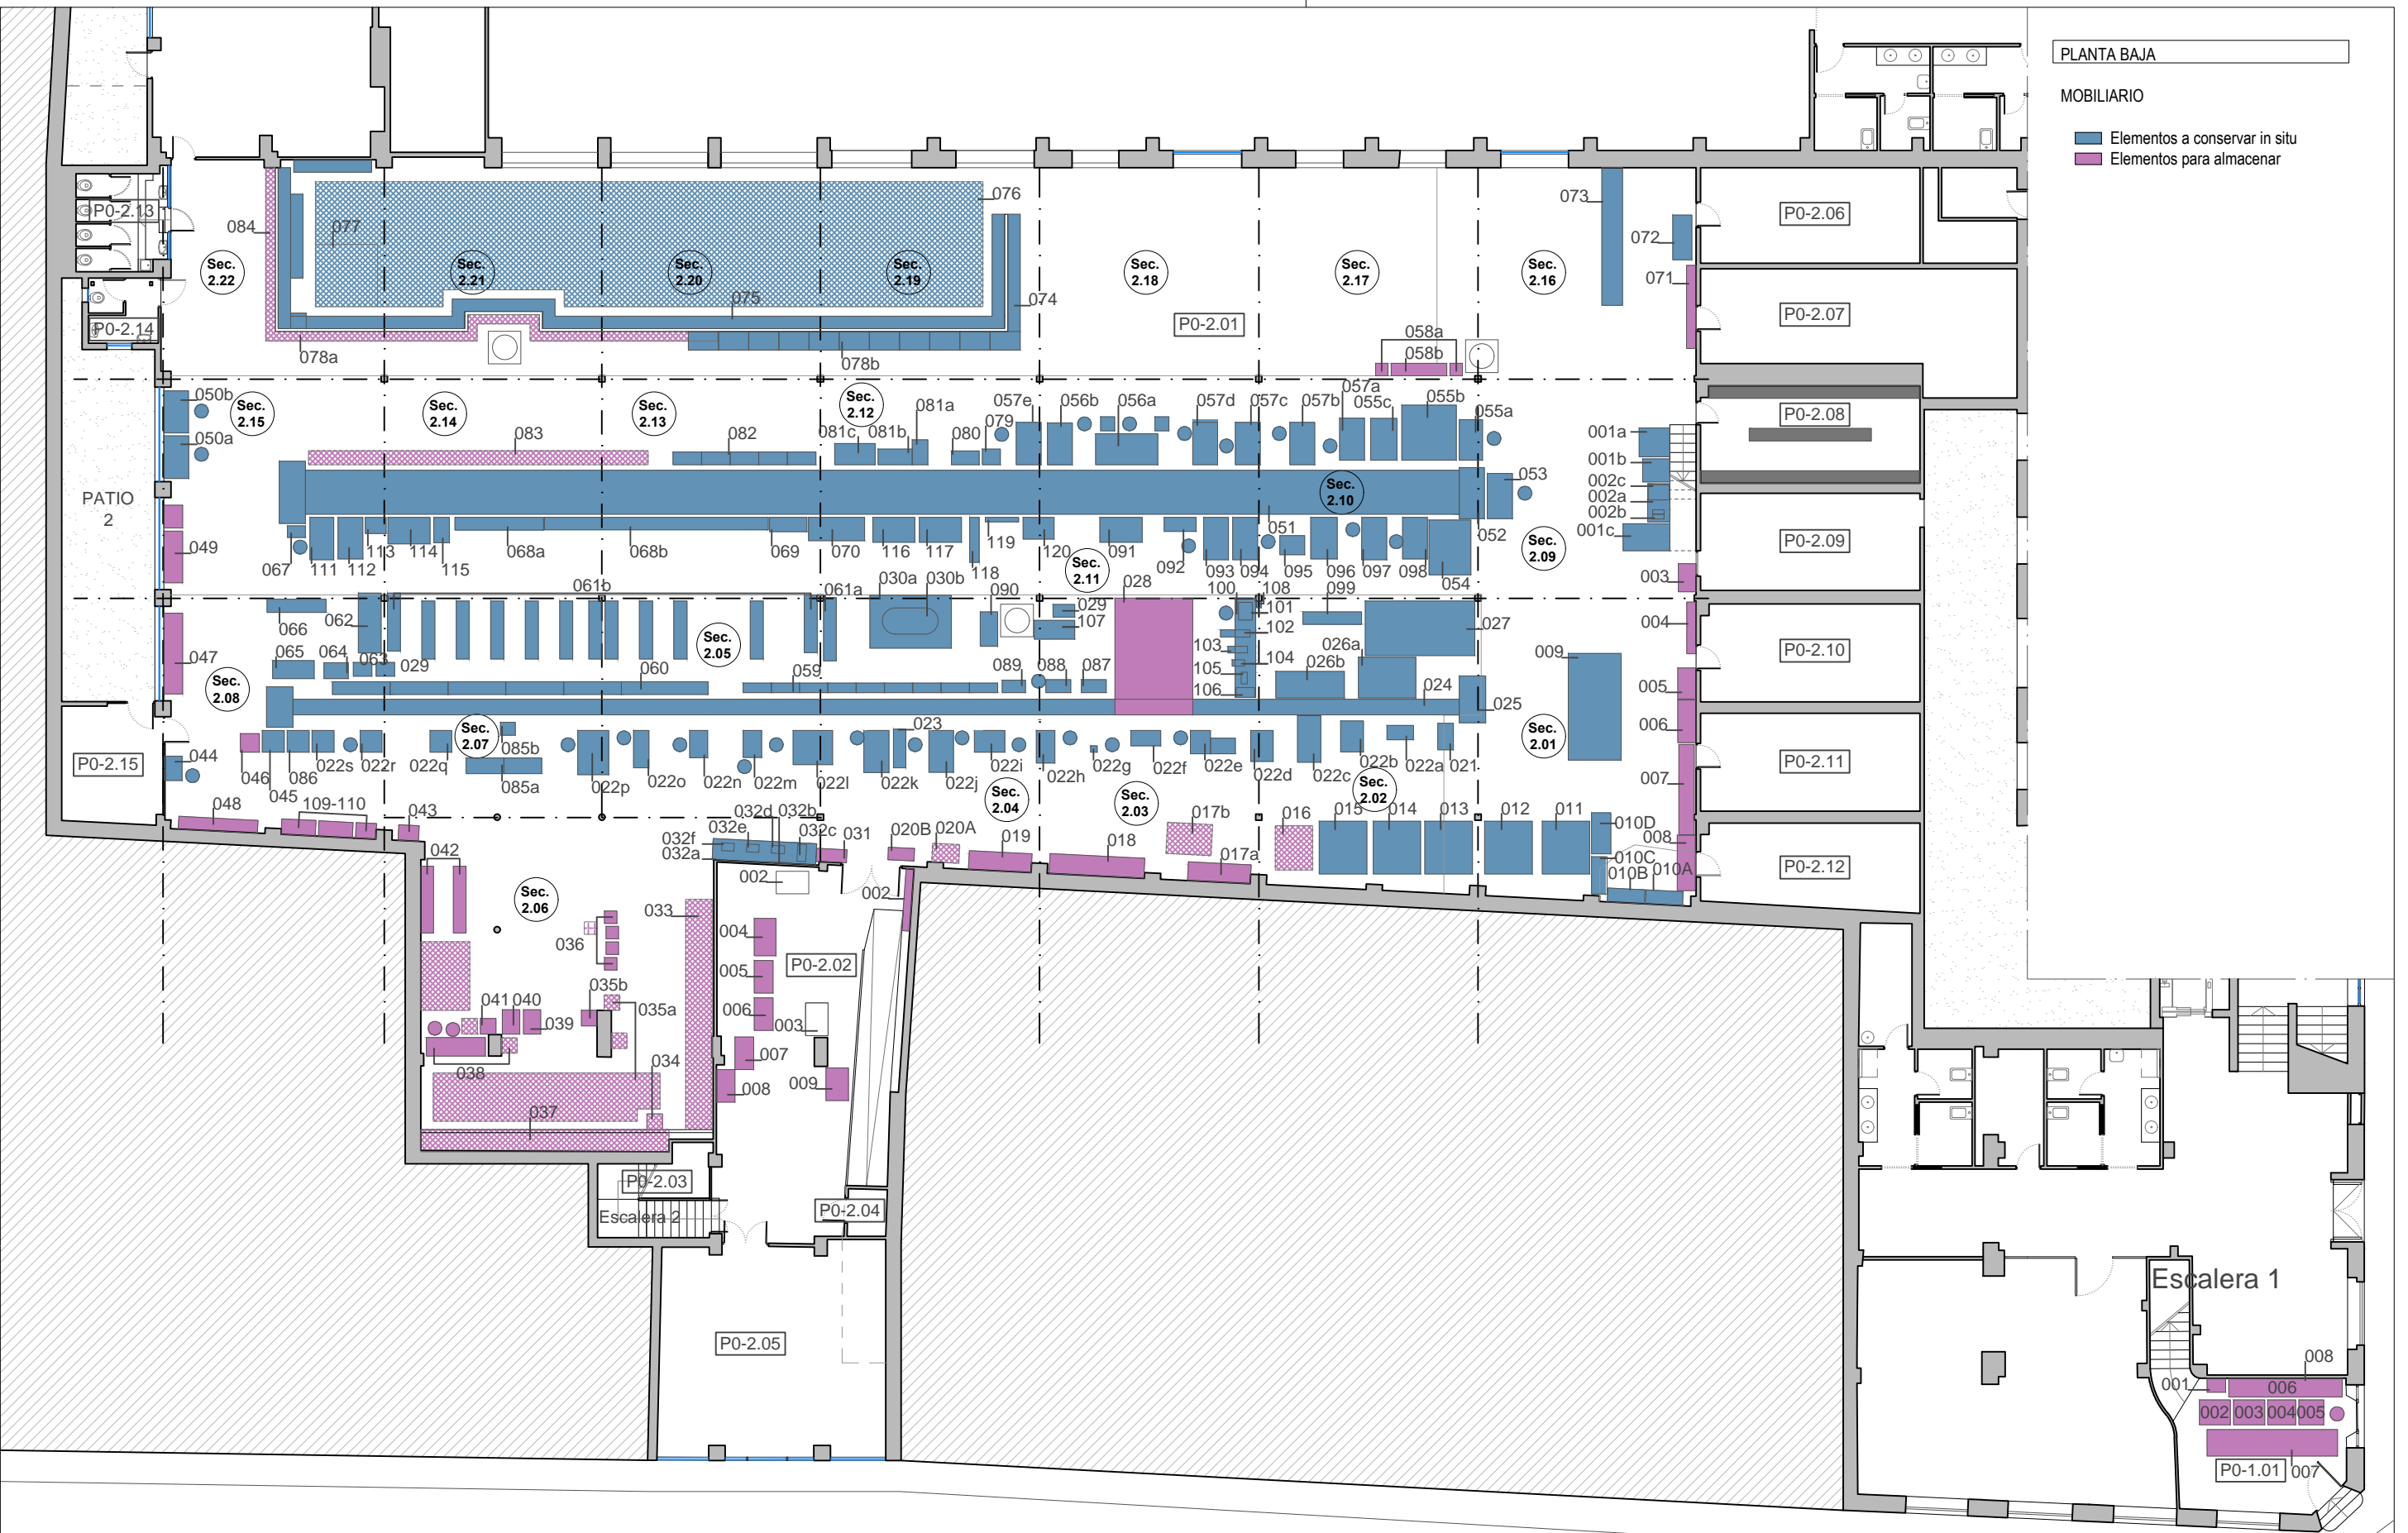 PLANTA BAJA
MOBILIARIO
Elementos a conservar in situ
Elementos para almacenar
P0-2.13
084
077
076
073
P0-2.06
072
071
Sec. 2.22
Sec. 2.21
Sec. 2.20
Sec. 2.19
Sec. 2.18
Sec. 2.17
Sec. 2.16
075
074
P0-2.01
P0-2.07
P0-2.14
078a
078b
058a
058b
050b
Sec. 2.15
Sec. 2.14
Sec. 2.13
Sec. 2.12
081a
057e
056b
056a
057d
057c
057b
057a
055c
055b
055a
P0-2.08
050a
083
082
081c
081b
080
079
001a
001b
002c
002a
002b
001c
PATIO
2
Sec. 2.10
053
049
067
111
112
113
114
115
068a
068b
069
070
116
117
118
119
120
Sec. 2.11
091
092
093
094
051
095
096
097
098
054
052
Sec. 2.09
P0-2.09
003
061b
061a
030a
030b
090
028
029
107
100
108
101
102
099
027
004
P0-2.10
066
062
065
064
063
029
Sec. 2.05
103
104
105
106
026a
026b
009
047
Sec. 2.08
060
059
089
088
087
024
025
005
006
044
046
045
086
022s
022r
022q
Sec. 2.07
085b
085a
022p
022o
022n
022m
022l
022k
023
022j
022i
022h
022g
022f
022e
022d
022c
022b
022a
021
Sec. 2.01
P0-2.15
P0-2.11
007
048
109-110
043
Sec. 2.04
Sec. 2.03
Sec. 2.02
032d
032b
032e
032c
032f
032a
031
020B
020A
019
018
017b
017a
016
015
014
013
012
011
010D
010C
010B
010A
008
P0-2.12
042
Sec. 2.06
002
002
033
036
004
P0-2.02
005
006
003
041
040
039
035b
035a
034
038
007
008
009
037
P0-2.03
Escalera 2
P0-2.04
P0-2.05
Escalera 1
008
001
006
002
003
004
005
P0-1.01
007